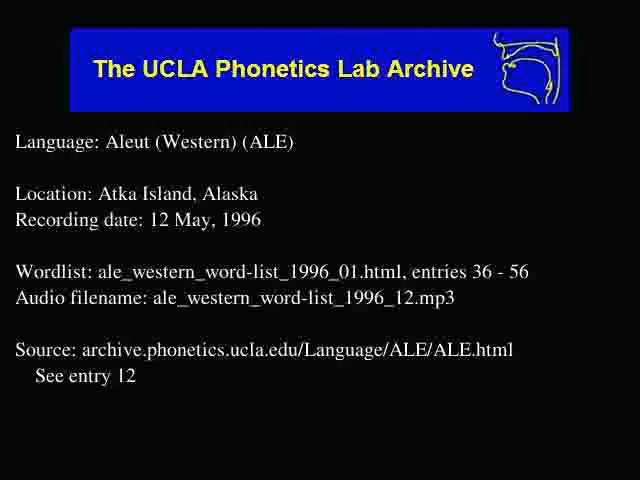 The UCLA Phonetics Lab Archive
Language: Aleut (Western) (ALE)
Location: Atka Island, Alaska
Recording date: 12 May, 1996
Wordlist: ale_western_word-list_1996_01.html, entries 36 - 56
Audio filename: ale_western_word-list_1996_12.mp3
Source: archive.phonetics.ucla.edu/Language/ALE/ALE.html
See entry 12